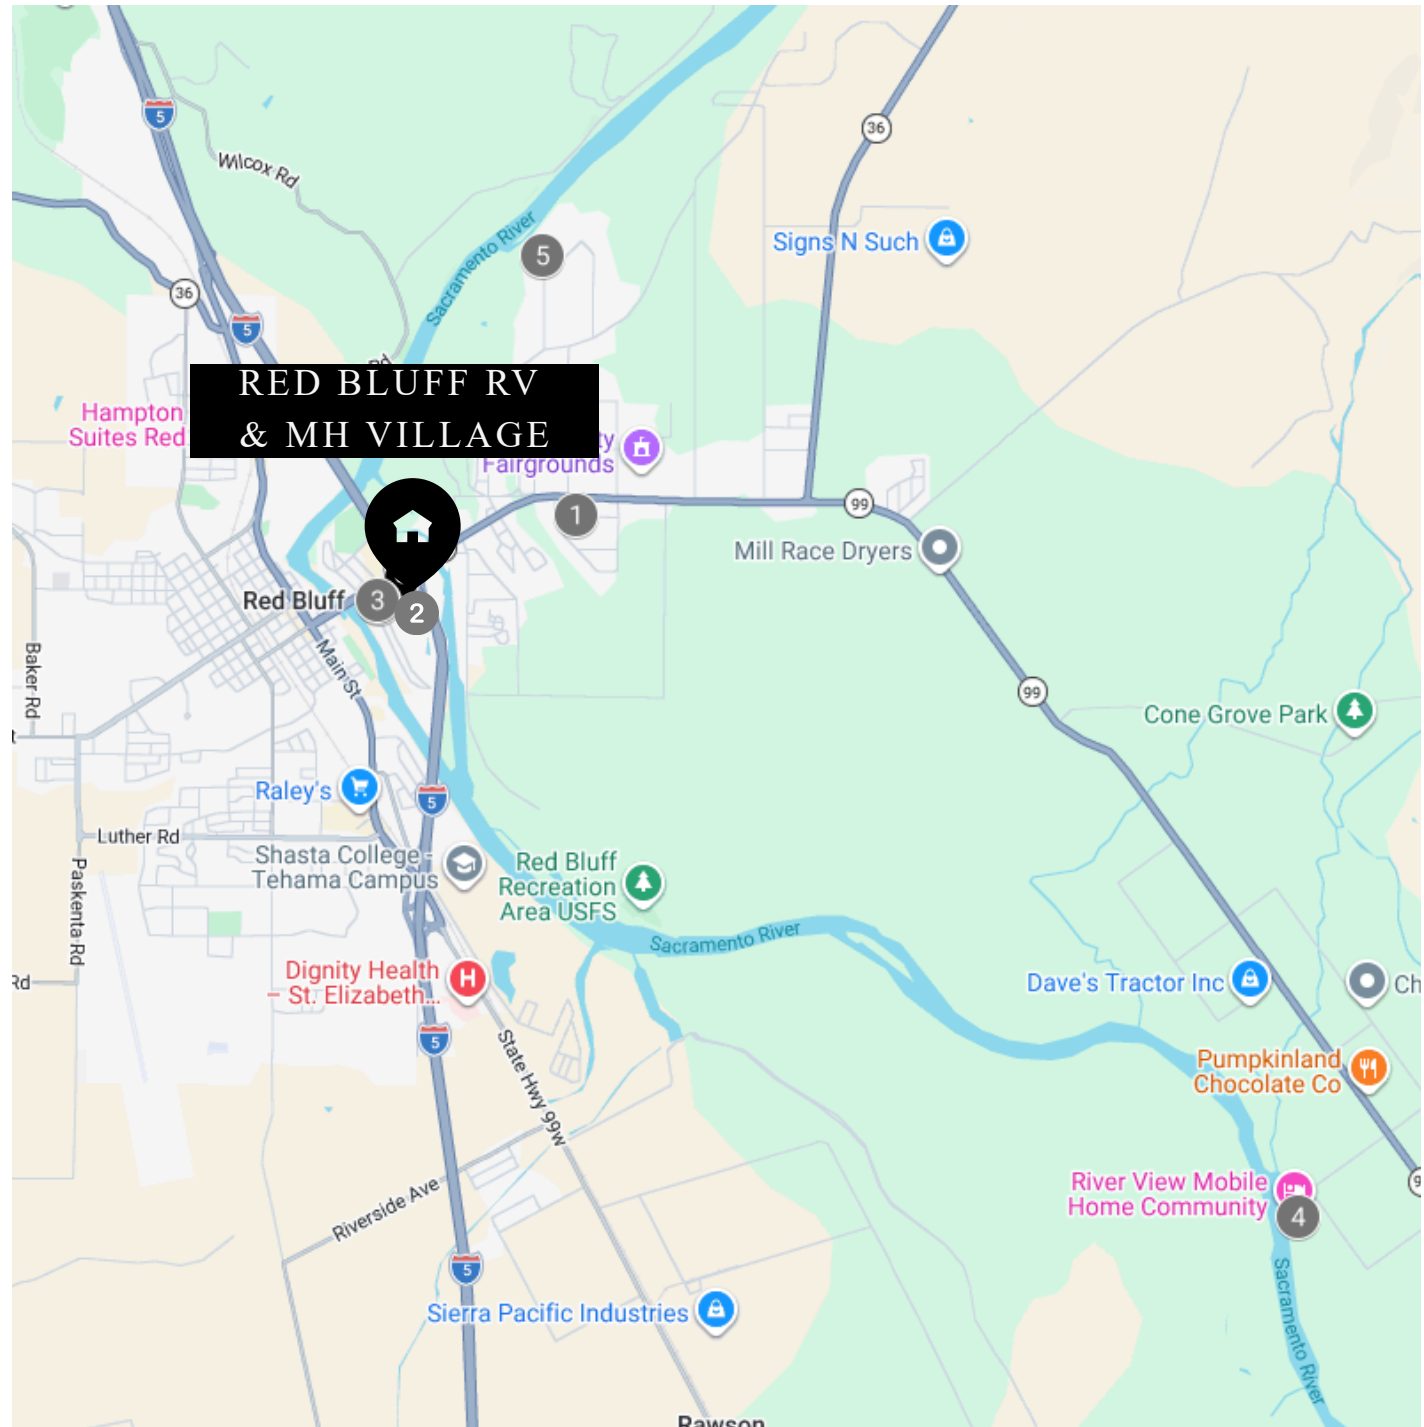 5
36
Wilcox Rd
Signs N Such
Sacramento River
5
36
5
Rd
RED BLUFF RV
& MH VILLAGE
Hampton
Suites Red
ty
Fairgrounds
1
99
Mill Race Dryers
Red Bluff
3
2
Main St
Baker Rd
99
Cone Grove Park
Raley's
5
Luther Rd
Shasta College -
Tehama Campus
Paskenta Rd
Red Bluff
Recreation
Area USFS
Sacramento River
Rd
Dignity Health
– St. Elizabeth...
H
Dave's Tractor Inc
Ch
5
State Hwy 99W
Pumpkinland
Chocolate Co
Riverside Ave
River View Mobile
Home Community
4
9
5
Sierra Pacific Industries
Sacramento River
Rawson